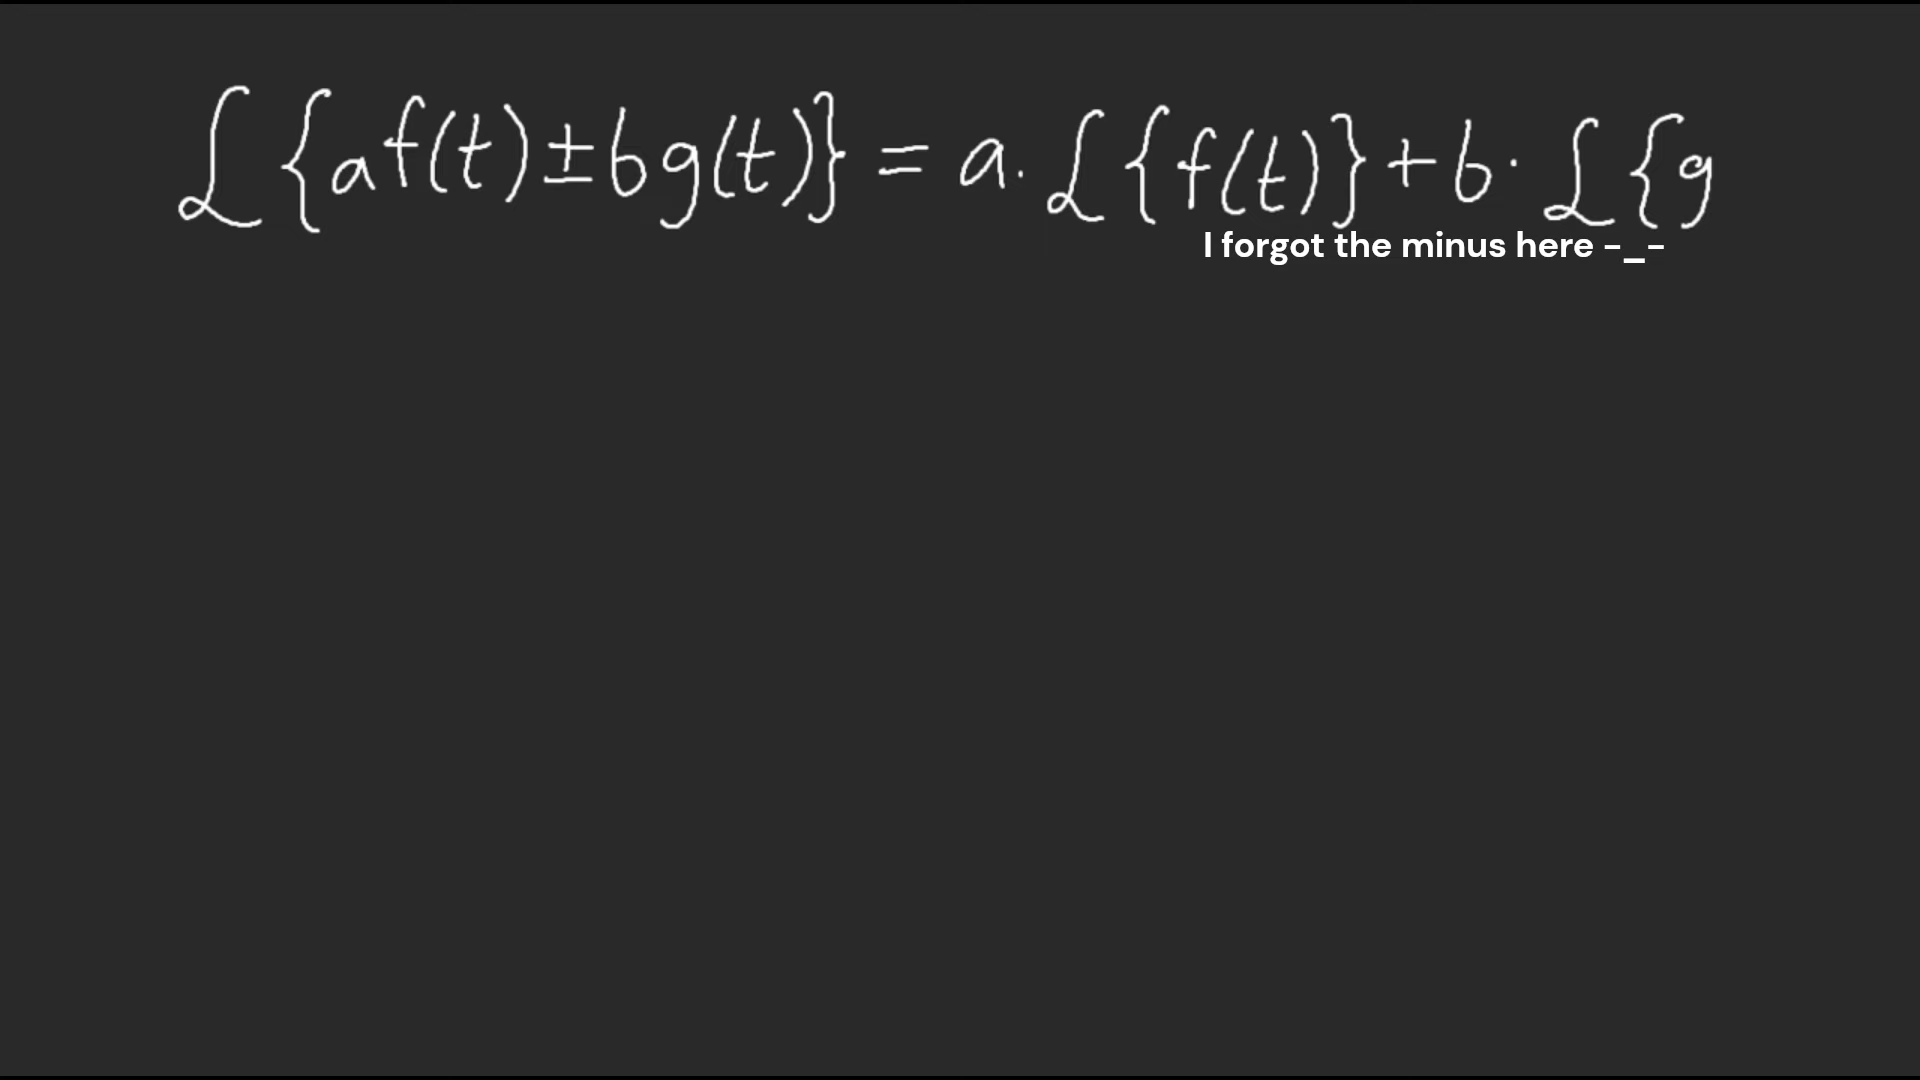 ℒ{af(t)±bg(t)} = a·ℒ{f(t)}+b·ℒ{g
I forgot the minus here -_-